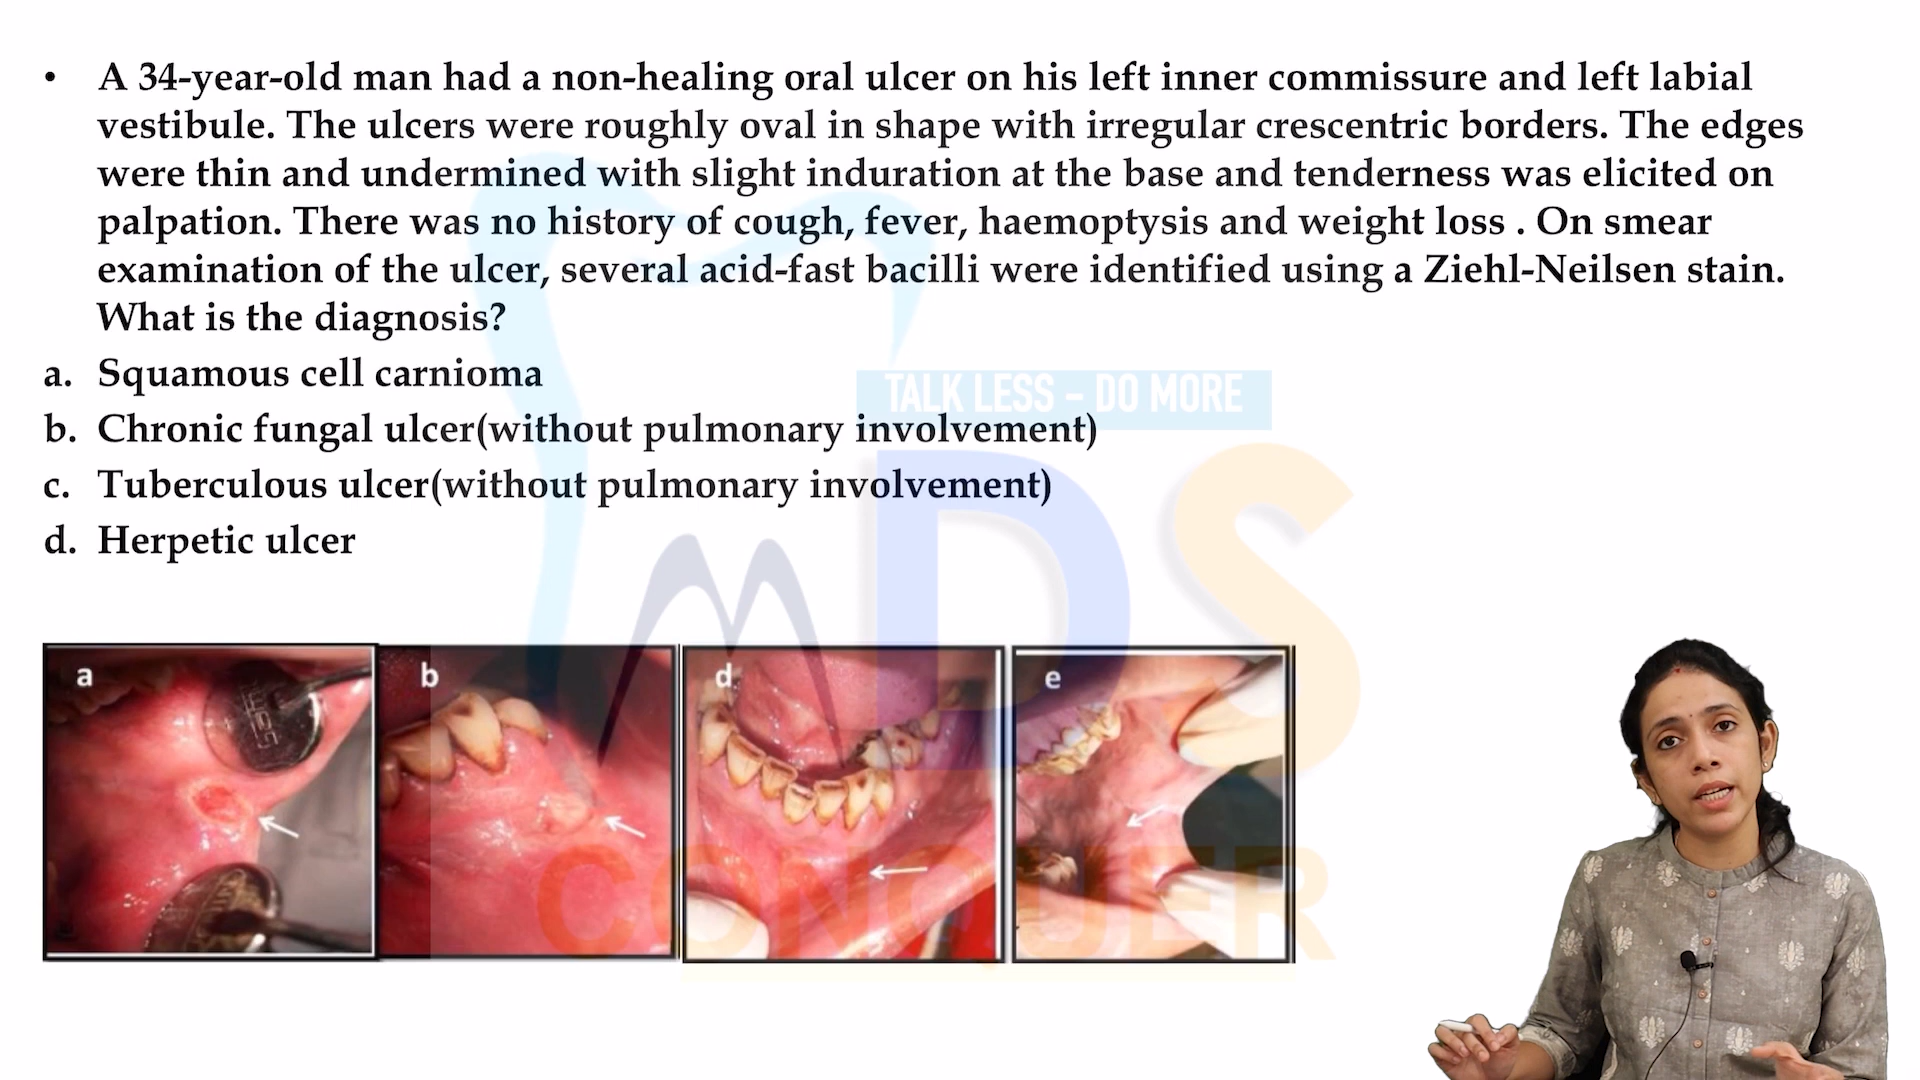 • A 34-year-old man had a non-healing oral ulcer on his left inner commissure and left labial
vestibule. The ulcers were roughly oval in shape with irregular crescentric borders. The edges
were thin and undermined with slight induration at the base and tenderness was elicited on
palpation. There was no history of cough, fever, haemoptysis and weight loss . On smear
examination of the ulcer, several acid-fast bacilli were identified using a Ziehl-Neilsen stain.
What is the diagnosis?
a. Squamous cell carnioma
TALK LESS – DO MORE
b. Chronic fungal ulcer(without pulmonary involvement)
c. Tuberculous ulcer(without pulmonary involvement)
d. Herpetic ulcer
MDS
a b d e
CONQUER